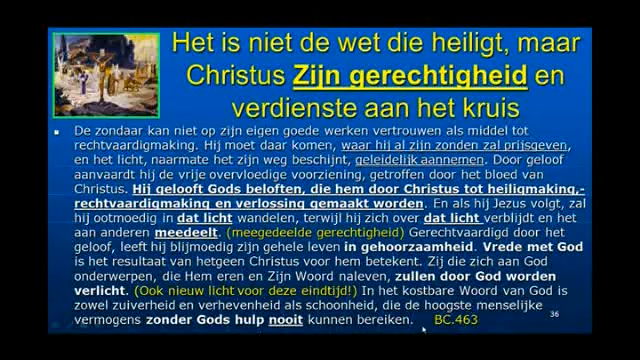 Het is niet de wet die heiligt, maar
Christus Zijn gerechtigheid en
verdienste aan het kruis
De zondaar kan niet op zijn eigen goede werken vertrouwen als middel tot
rechtvaardigmaking. Hij moet daar komen, waar hij al zijn zonden zal prijsgeven,
en het licht, naarmate het zijn weg beschijnt, geleidelijk aannemen. Door geloof
aanvaardt hij de vrije overvloedige voorziening, getroffen door het bloed van
Christus. Hij gelooft Gods beloften, die hem door Christus tot heiligmaking,-
rechtvaardigmaking en verlossing gemaakt worden. En als hij Jezus volgt, zal
hij ootmoedig in dat licht wandelen, terwijl hij zich over dat licht verblijdt en het
aan anderen meedeelt. (meegedeelde gerechtigheid) Gerechtvaardigd door het
geloof, leeft hij blijmoedig zijn gehele leven in gehoorzaamheid. Vrede met God
is het resultaat van hetgeen Christus voor hem betekent. Zij die zich aan God
onderwerpen, die Hem eren en Zijn Woord naleven, zullen door God worden
verlicht. (Ook nieuw licht voor deze eindtijd!) In het kostbare Woord van God is
zowel zuiverheid en verhevenheid als schoonheid, die de hoogste menselijke
vermogens zonder Gods hulp nooit kunnen bereiken. BC.463
36